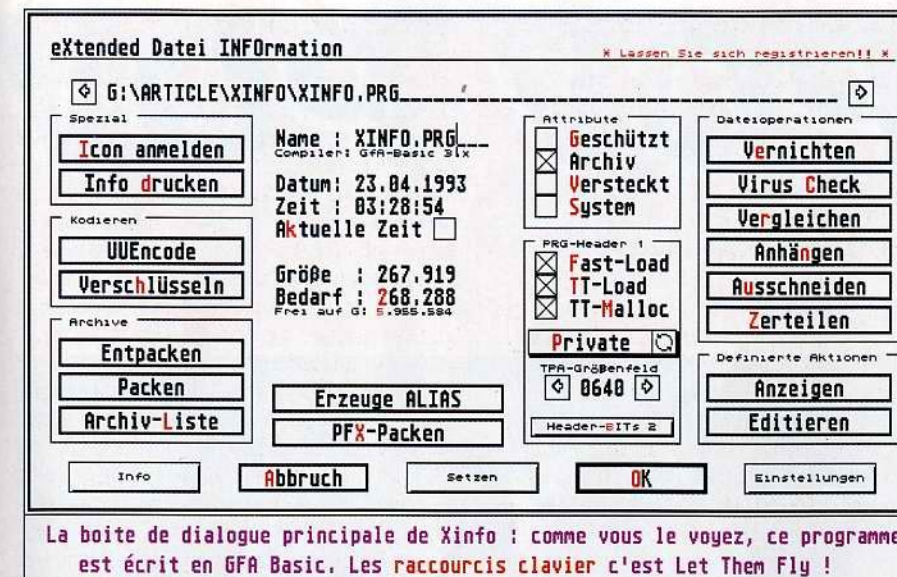 eXtended Datei INFOrmation
* Lassen Sie sich registrieren!! *
G:\ARTICLE\XINFO\XINFO.PRG
Spezial
Icon anmelden
Info drucken
Kodieren
UUEncode
Verschlüsseln
Archive
Entpacken
Packen
Archiv-Liste
Name : XINFO.PRG
Compiler: GfA-Basic 3ix
Datum: 23.04.1993
Zeit : 03:28:54
Aktuelle Zeit
Größe : 267.919
Bedarf : 268.288
Frei auf G: 5.955.584
Erzeuge ALIAS
PFX-Packen
Attribute
Geschützt
Archiv
Versteckt
System
PRG-Header 1
Fast-Load
TT-Load
TT-Malloc
Private
TPA-Größenfeld
0640
Header-BITs 2
Dateioperationen
Vernichten
Virus Check
Vergleichen
Anhängen
Ausschneiden
Zerteilen
Definierte Aktionen
Anzeigen
Editieren
Info
Abbruch
Setzen
OK
Einstellungen
La boite de dialogue principale de Xinfo : comme vous le voyez, ce programme
est écrit en GFA Basic. Les raccourcis clavier c'est Let Them Fly !